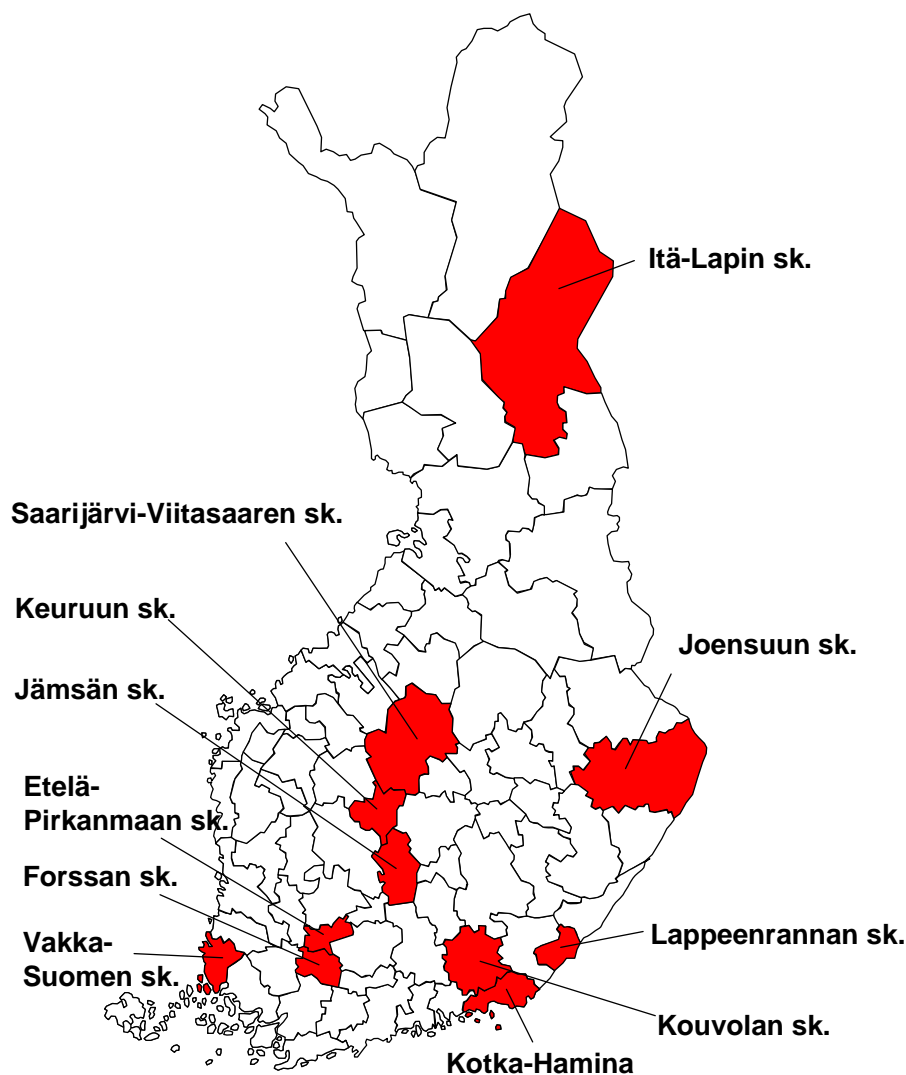 Itä-Lapin sk.
Saarijärvi-Viitasaaren sk.
Keuruun sk.
Joensuun sk.
Jämsän sk.
Etelä-
Pirkanmaan sk.
Forssan sk.
Vakka-
Suomen sk.
Lappeenrannan sk.
Kouvolan sk.
Kotka-Hamina